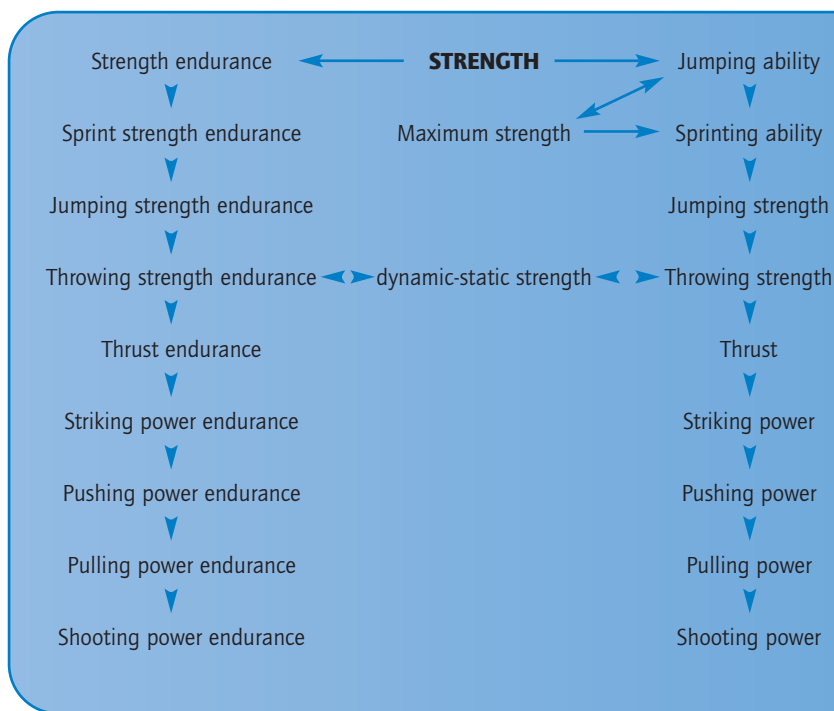 Strength endurance STRENGTH Jumping ability
Sprint strength endurance Maximum strength Sprinting ability
Jumping strength endurance Jumping strength
Throwing strength endurance dynamic-static strength Throwing strength
Thrust endurance Thrust
Striking power endurance Striking power
Pushing power endurance Pushing power
Pulling power endurance Pulling power
Shooting power endurance Shooting power